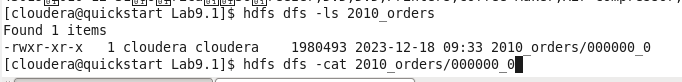 [cloudera@quickstart Lab9.1]$ hdfs dfs -ls 2010_orders
Found 1 items
-rwxr-xr-x   1 cloudera cloudera    1980493 2023-12-18 09:33 2010_orders/000000_0
[cloudera@quickstart Lab9.1]$ hdfs dfs -cat 2010_orders/000000_0